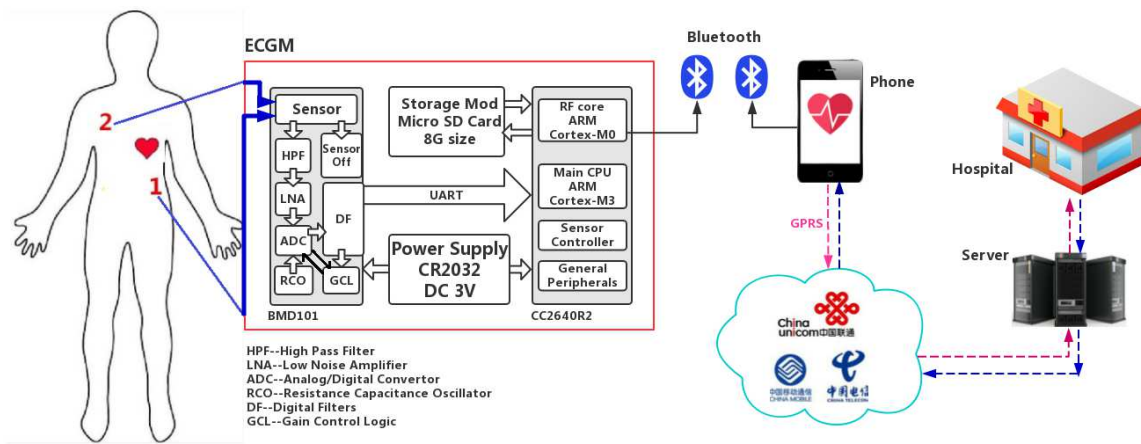 ECGM
2
1
Sensor
HPF
Sensor
Off
LNA
DF
ADC
RCO
GCL
BMD101
Storage Mod
Micro SD Card
8G size
UART
Power Supply
CR2032
DC 3V
RF core
ARM
Cortex-M0
Main CPU
ARM
Cortex-M3
Sensor
Controller
General
Peripherals
CC2640R2
Bluetooth
Phone
GPRS
China
unicom中国联通
中国移动通信
CHINA MOBILE
中国电信
CHINA TELECOM
Hospital
Server
HPF--High Pass Filter
LNA--Low Noise Amplifier
ADC--Analog/Digital Convertor
RCO--Resistance Capacitance Oscillator
DF--Digital Filters
GCL--Gain Control Logic